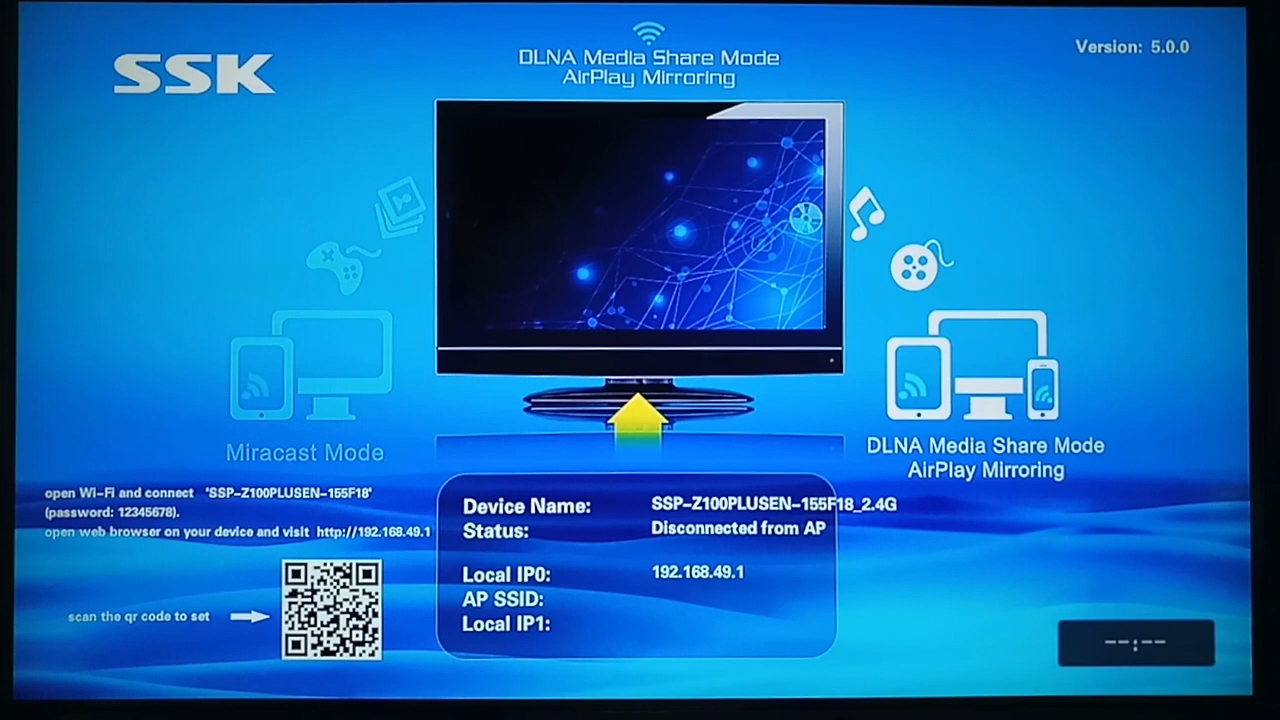 SSK
DLNA Media Share Mode
AirPlay Mirroring
Version: 5.0.0
Miracast Mode
DLNA Media Share Mode
AirPlay Mirroring
open Wi-Fi and connect 'SSP-Z100PLUSEN-155F18'
(password: 12345678).
open web browser on your device and visit http://192.168.49.1
scan the qr code to set
Device Name: SSP-Z100PLUSEN-155F18_2.4G
Status: Disconnected from AP
Local IP0: 192.168.49.1
AP SSID:
Local IP1:
--:--